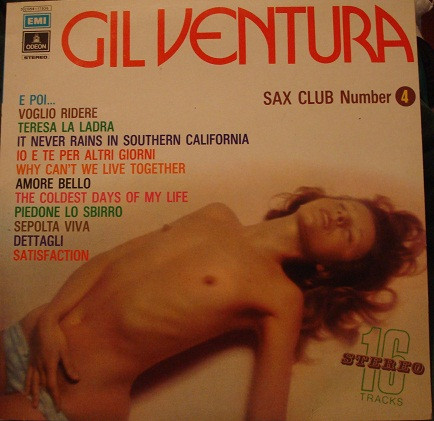 EMI
ODEON
STEREO
GIL VENTURA
SAX CLUB Number 4
E POI...
VOGLIO RIDERE
TERESA LA LADRA
IT NEVER RAINS IN SOUTHERN CALIFORNIA
IO E TE PER ALTRI GIORNI
WHY CAN'T WE LIVE TOGETHER
AMORE BELLO
THE COLDEST DAYS OF MY LIFE
PIEDONE LO SBIRRO
SEPOLTA VIVA
DETTAGLI
SATISFACTION
16
STEREO
TRACKS